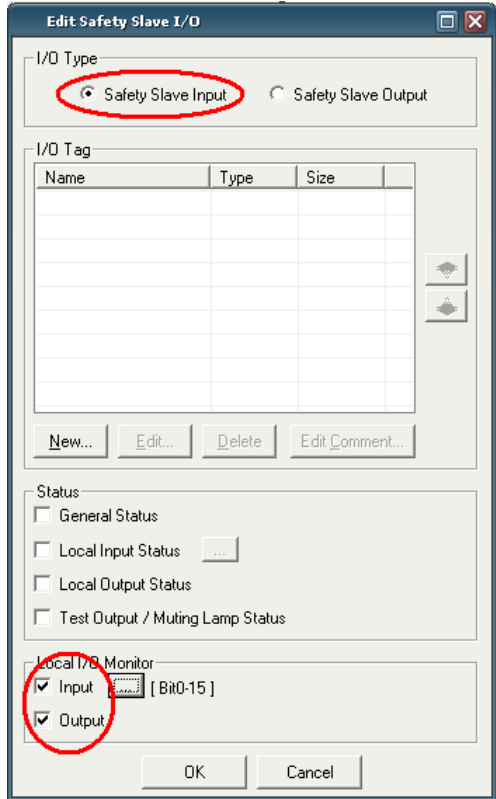 Edit Safety Slave I/O
I/O Type
Safety Slave Input Safety Slave Output
I/O Tag
Name Type Size
New... Edit... Delete Edit Comment...
Status
General Status
Local Input Status ...
Local Output Status
Test Output / Muting Lamp Status
Local I/O Monitor
Input ... [ Bit0-15 ]
Output
OK Cancel